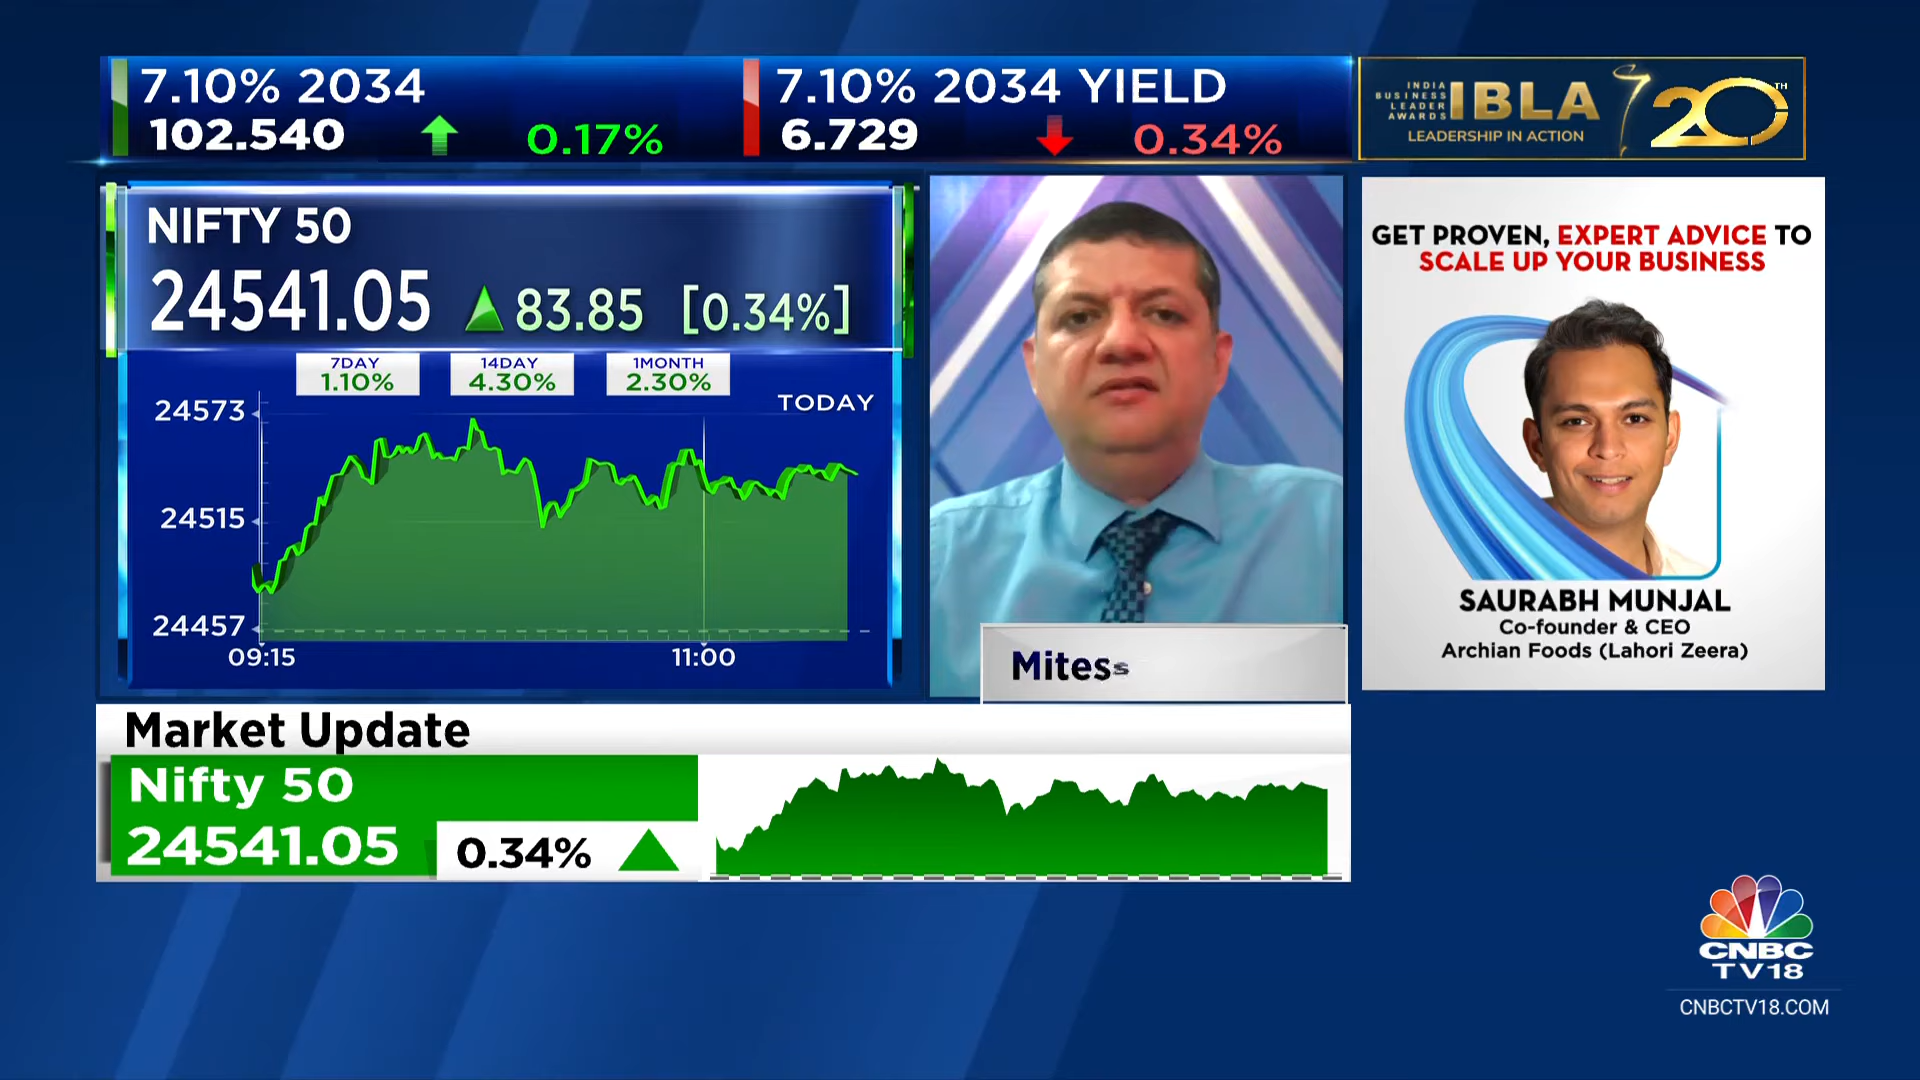 7.10% 2034
102.540 0.17%
7.10% 2034 YIELD
6.729 0.34%
INDIA
BUSINESS
LEADER
AWARDS
IBLA
LEADERSHIP IN ACTION
20TH
NIFTY 50
24541.05 83.85 [0.34%]
7DAY
1.10%
14DAY
4.30%
1MONTH
2.30%
TODAY
24573
24515
24457
09:15 11:00
Mitess
GET PROVEN, EXPERT ADVICE TO
SCALE UP YOUR BUSINESS
SAURABH MUNJAL
Co-founder & CEO
Archian Foods (Lahori Zeera)
Market Update
Nifty 50
24541.05 0.34%
CNBC
TV18
CNBCTV18.COM